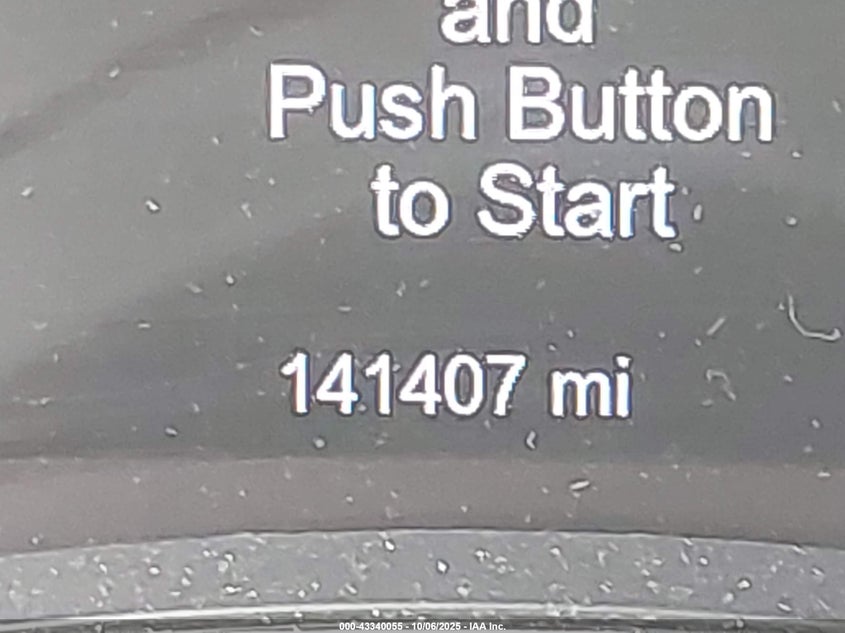 and
Push Button
to Start
141407 mi
000-43340055 - 10/06/2025 - IAA Inc.